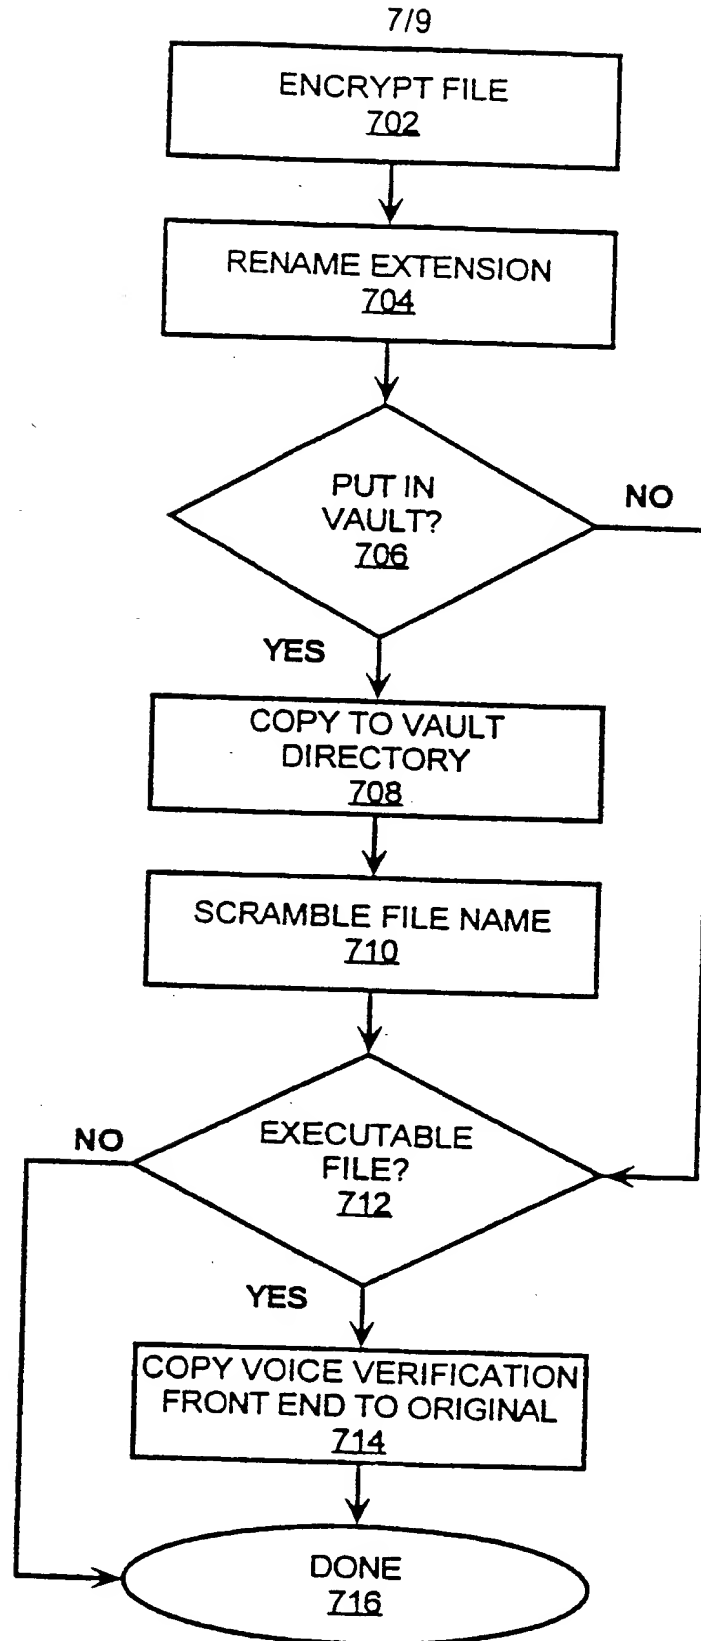 7/9
ENCRYPT FILE
702
RENAME EXTENSION
704
PUT IN
VAULT?
706
NO
YES
COPY TO VAULT
DIRECTORY
708
SCRAMBLE FILE NAME
710
EXECUTABLE
FILE?
712
NO
YES
COPY VOICE VERIFICATION
FRONT END TO ORIGINAL
714
DONE
716